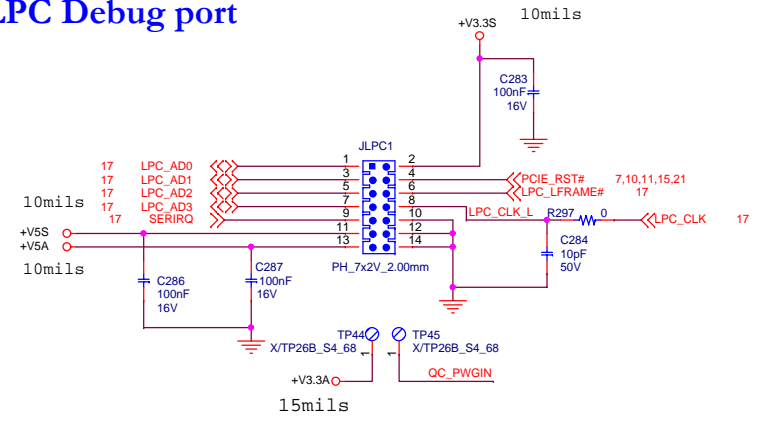 LPC Debug port
10mils
+V3.3S
C283
100nF
16V
JLPC1
17 LPC_AD0 1 2
17 LPC_AD1 3 4 PCIE_RST# 7,10,11,15,21
17 LPC_AD2 5 6 LPC_LFRAME# 17
17 LPC_AD3 7 8
10mils
17 SERIRQ 9 10 LPC_CLK_L R297 0 LPC_CLK 17
+V5S 11 12
+V5A 13 14
10mils
PH_7x2V_2.00mm
C284
10pF
50V
C286
100nF
16V
C287
100nF
16V
TP44
X/TP26B_S4_68
1
TP45
X/TP26B_S4_68
1
+V3.3A
QC_PWGIN
15mils